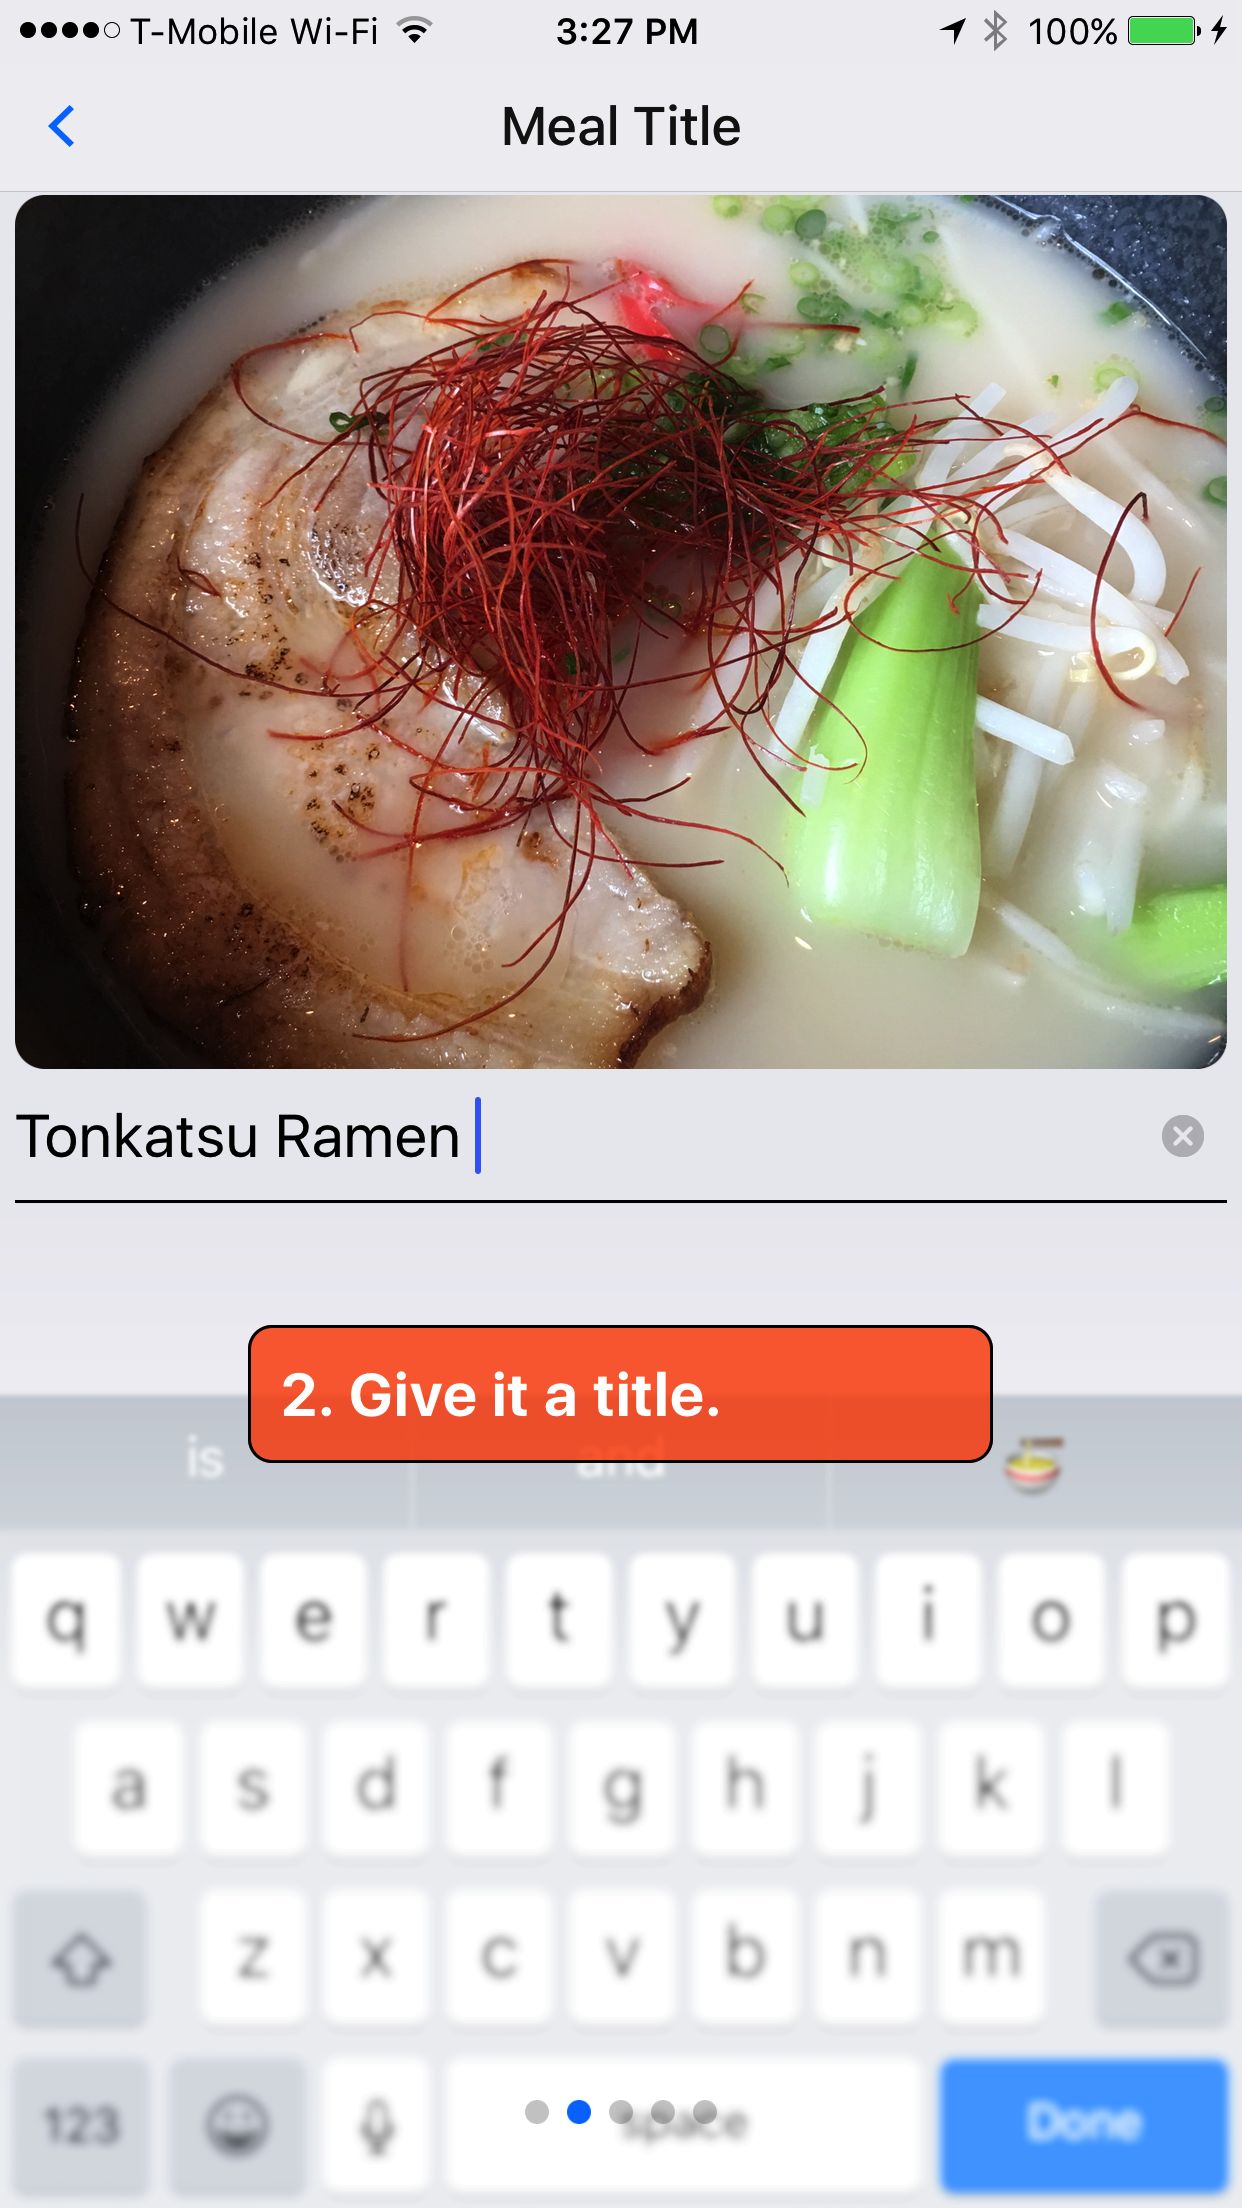 T-Mobile Wi-Fi 3:27 PM 100%
Meal Title
Tonkatsu Ramen
2. Give it a title.
is and
q w e r t y u i o p
a s d f g h j k l
z x c v b n m
123 space Done